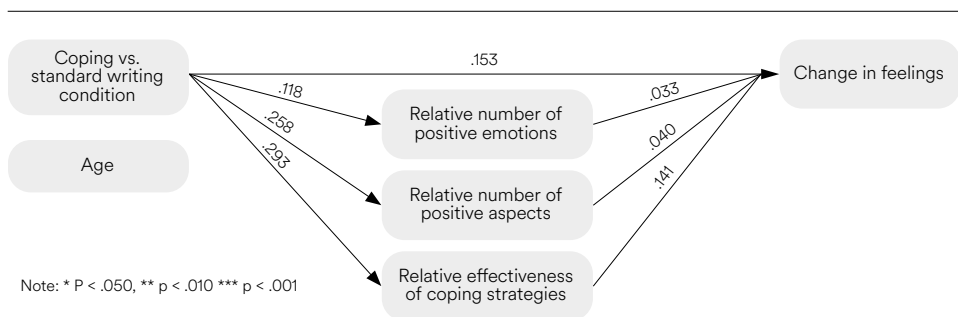 Coping vs.
standard writing
condition
.153
Change in feelings
.118
Relative number of
positive emotions
.033
.258
Age
.293
.040
Relative number of
positive aspects
.141
Relative effectiveness
of coping strategies
Note: * P < .050, ** p < .010 *** p < .001